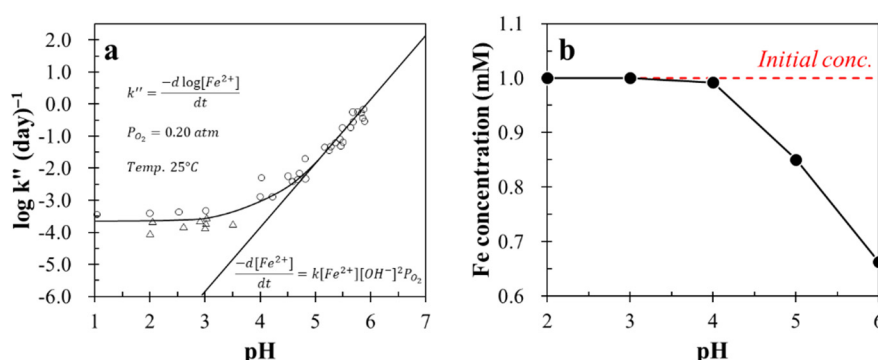 a
2.0
1.0
0.0
-1.0
-2.0
-3.0
-4.0
-5.0
-6.0
log k" (day)⁻¹
k'' = −d log[Fe²⁺] / dt
P_O₂ = 0.20 atm
Temp. 25°C
−d[Fe²⁺] / dt = k[Fe²⁺][OH⁻]²P_O₂
1 2 3 4 5 6 7
pH
b
Initial conc.
1.1
1.0
0.9
0.8
0.7
0.6
Fe concentration (mM)
2 3 4 5 6
pH